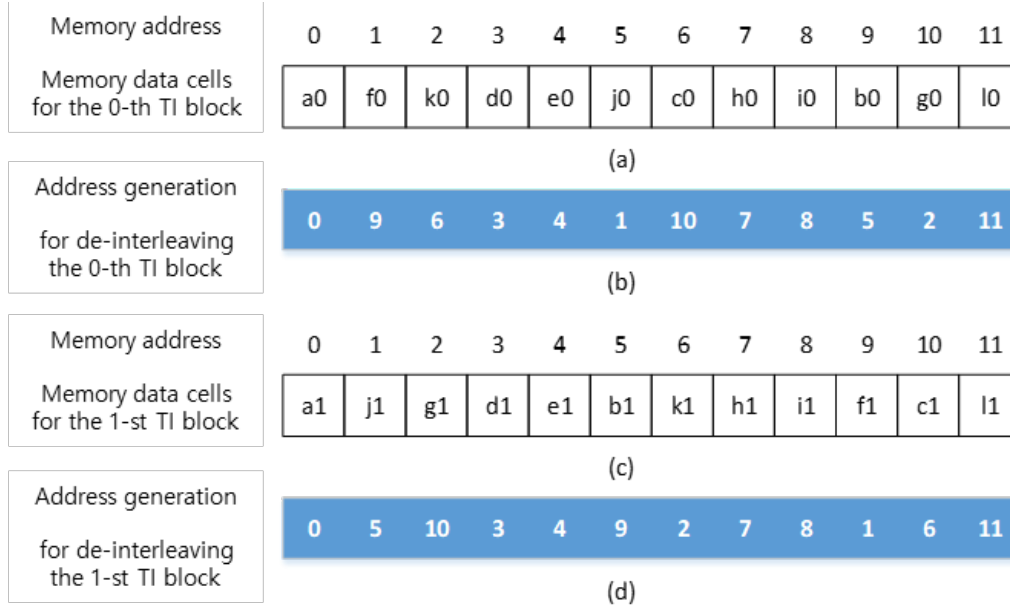 Memory address
0 1 2 3 4 5 6 7 8 9 10 11
Memory data cells
for the 0-th TI block
a0 f0 k0 d0 e0 j0 c0 h0 i0 b0 g0 l0
(a)
Address generation
for de-interleaving
the 0-th TI block
0 9 6 3 4 1 10 7 8 5 2 11
(b)
Memory address
0 1 2 3 4 5 6 7 8 9 10 11
Memory data cells
for the 1-st TI block
a1 j1 g1 d1 e1 b1 k1 h1 i1 f1 c1 l1
(c)
Address generation
for de-interleaving
the 1-st TI block
0 5 10 3 4 9 2 7 8 1 6 11
(d)